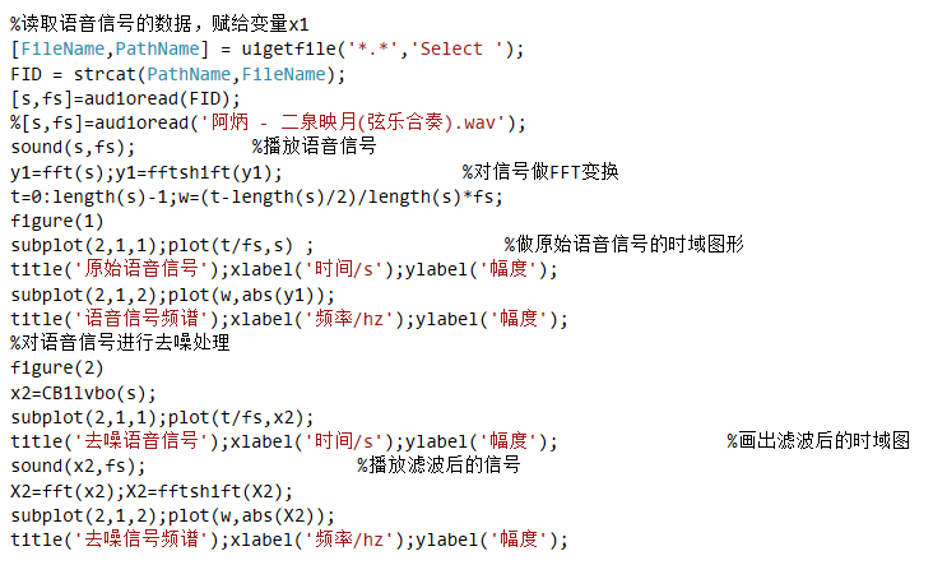 %读取语音信号的数据，赋给变量x1
[FileName,PathName] = uigetfile('*.*','Select ');
FID = strcat(PathName,FileName);
[s,fs]=audioread(FID);
%[s,fs]=audioread('阿炳 - 二泉映月(弦乐合奏).wav');
sound(s,fs); %播放语音信号
y1=fft(s);y1=fftshift(y1); %对信号做FFT变换
t=0:length(s)-1;w=(t-length(s)/2)/length(s)*fs;
figure(1)
subplot(2,1,1);plot(t/fs,s) ; %做原始语音信号的时域图形
title('原始语音信号');xlabel('时间/s');ylabel('幅度');
subplot(2,1,2);plot(w,abs(y1));
title('语音信号频谱');xlabel('频率/hz');ylabel('幅度');
%对语音信号进行去噪处理
figure(2)
x2=CB1lvbo(s);
subplot(2,1,1);plot(t/fs,x2);
title('去噪语音信号');xlabel('时间/s');ylabel('幅度'); %画出滤波后的时域图
sound(x2,fs); %播放滤波后的信号
X2=fft(x2);X2=fftshift(X2);
subplot(2,1,2);plot(w,abs(X2));
title('去噪信号频谱');xlabel('频率/hz');ylabel('幅度');